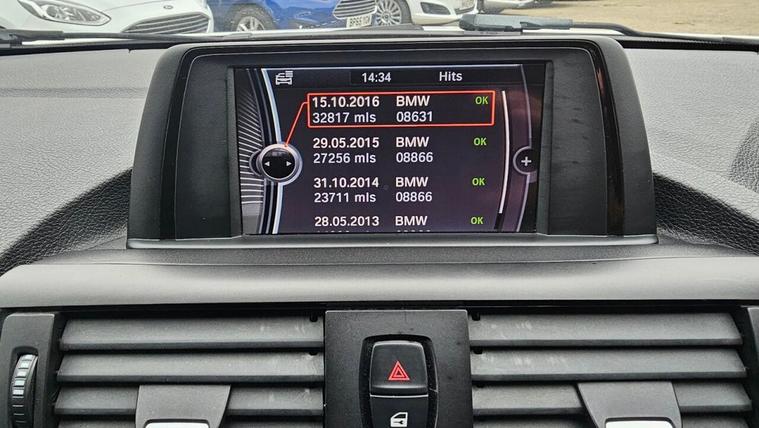 14:34 Hits
15.10.2016 BMW OK
32817 mls 08631
29.05.2015 BMW OK
27256 mls 08866
31.10.2014 BMW OK
23711 mls 08866
28.05.2013 BMW OK